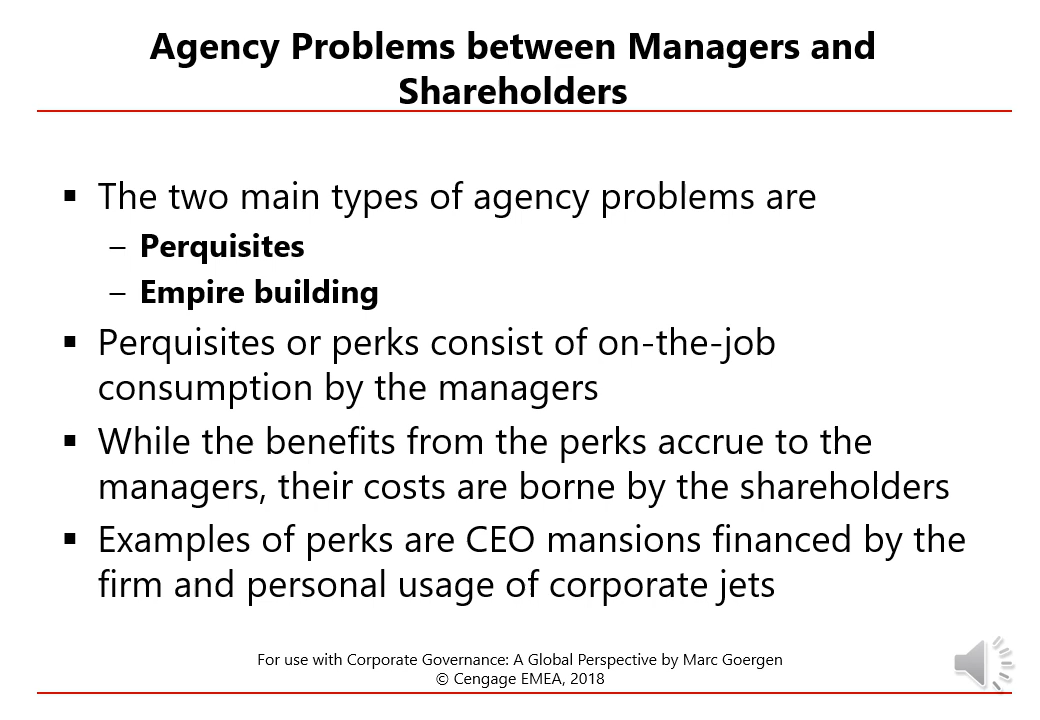 Agency Problems between Managers and
Shareholders
▪ The two main types of agency problems are
– Perquisites
– Empire building
▪ Perquisites or perks consist of on-the-job
consumption by the managers
▪ While the benefits from the perks accrue to the
managers, their costs are borne by the shareholders
▪ Examples of perks are CEO mansions financed by the
firm and personal usage of corporate jets
For use with Corporate Governance: A Global Perspective by Marc Goergen
© Cengage EMEA, 2018